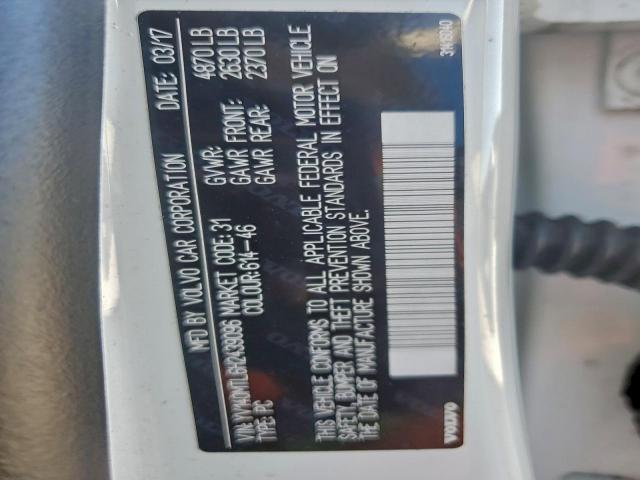 MFD BY VOLVO CAR CORPORATION DATE: 03/17
VIN: YV140MTL6H2439096 MARKET CODE: 31 GVWR: 4870 LB
TYPE: PC COLOUR: 614-46 GAWR FRONT: 2630 LB
GAWR REAR: 2370 LB
THIS VEHICLE CONFORMS TO ALL APPLICABLE FEDERAL MOTOR VEHICLE
SAFETY, BUMPER AND THEFT PREVENTION STANDARDS IN EFFECT ON
THE DATE OF MANUFACTURE SHOWN ABOVE.
VOLVO